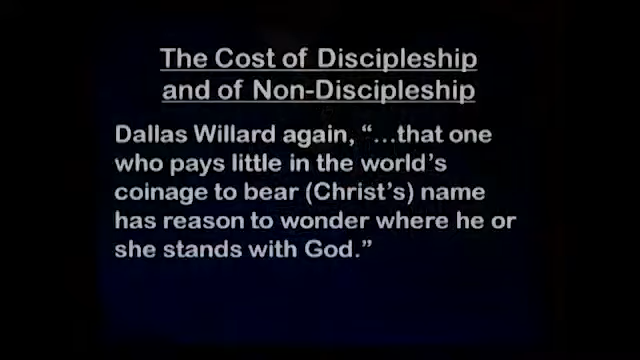 The Cost of Discipleship
and of Non-Discipleship
Dallas Willard again, “…that one
who pays little in the world’s
coinage to bear (Christ’s) name
has reason to wonder where he or
she stands with God.”